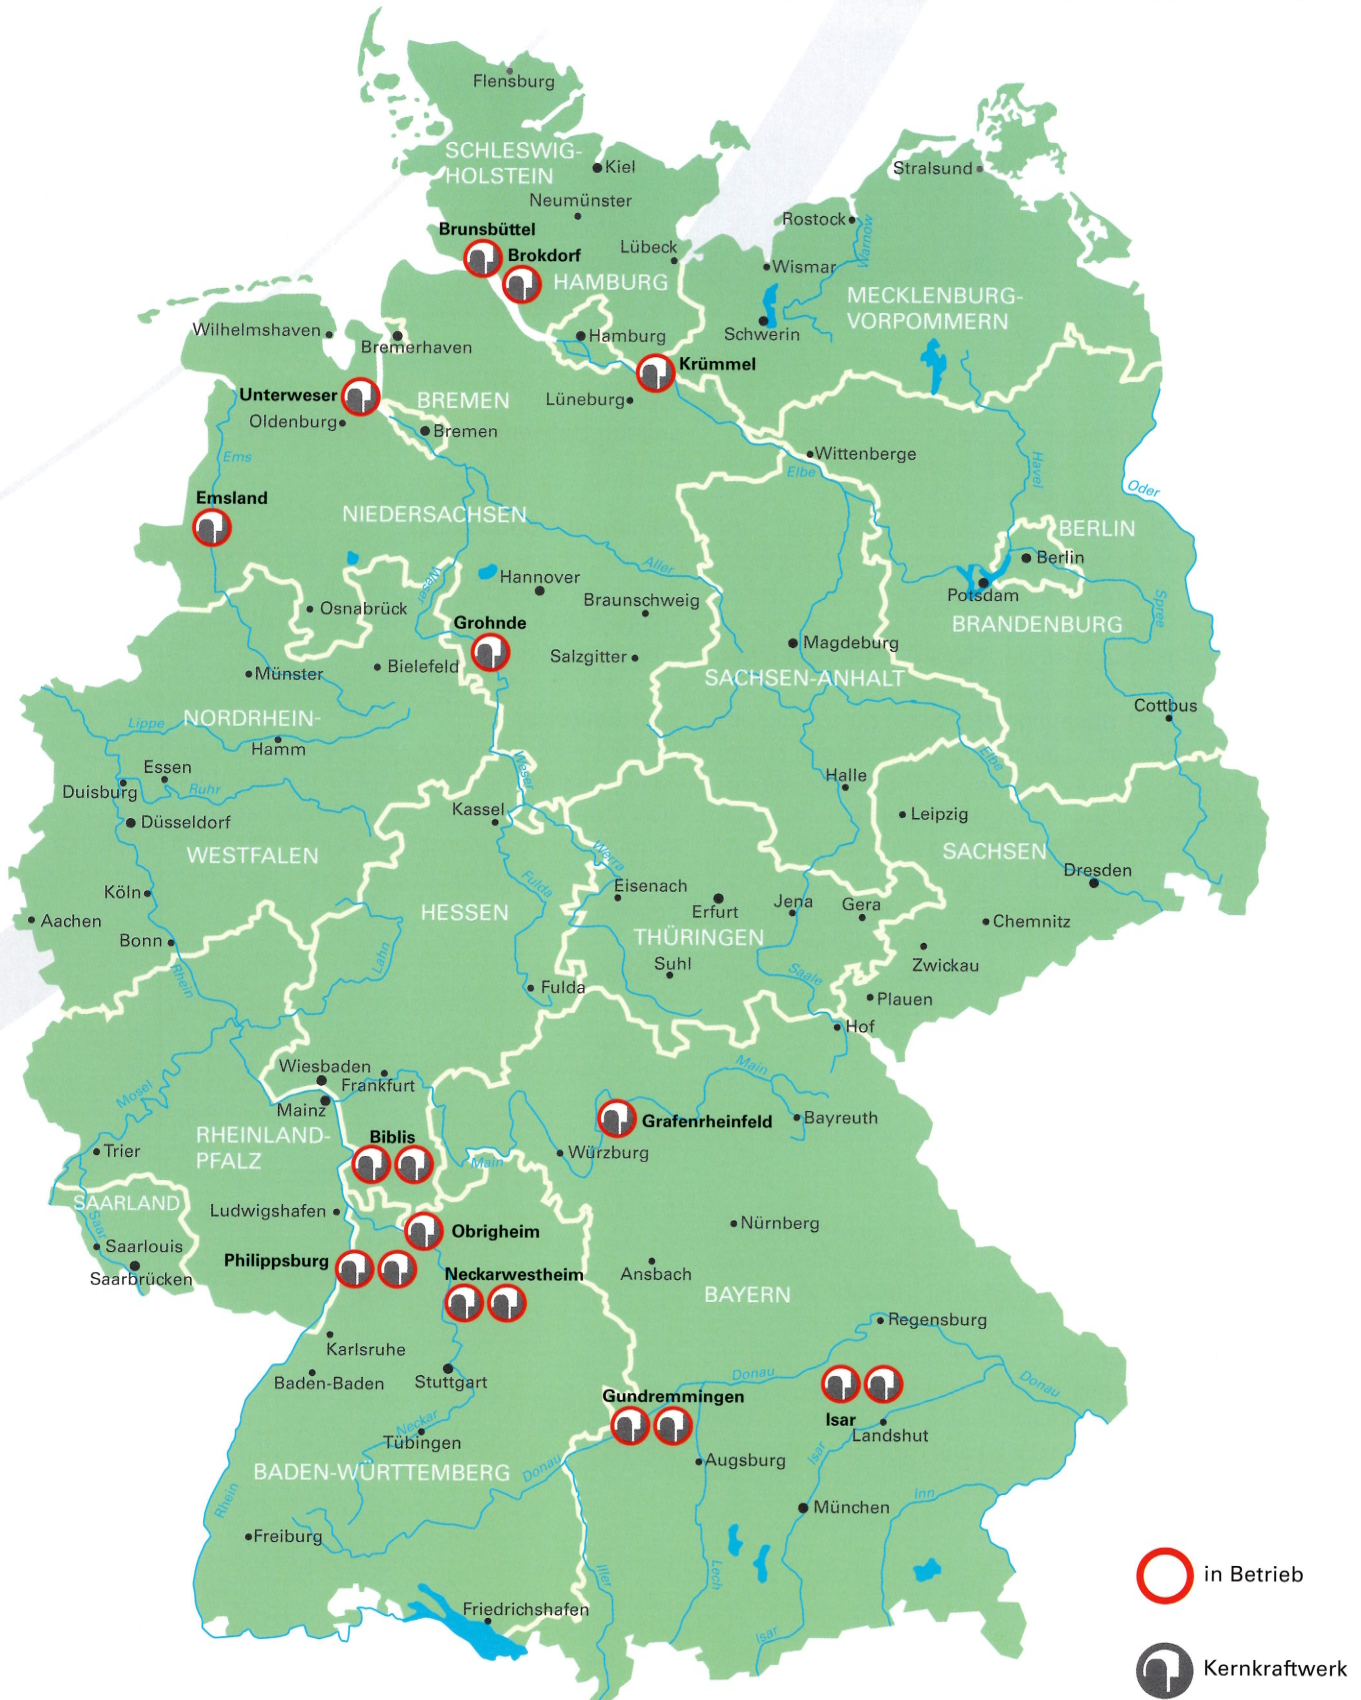 Flensburg
SCHLESWIG-
HOLSTEIN
Kiel
Neumünster
Stralsund
Rostock
Warnow
Brunsbüttel
Brokdorf
Lübeck
Wismar
HAMBURG
MECKLENBURG-
VORPOMMERN
Wilhelmshaven
Bremerhaven
Hamburg
Schwerin
Krümmel
Unterweser
BREMEN
Lüneburg
Oldenburg
Bremen
Ems
Wittenberge
Elbe
Havel
Oder
Emsland
NIEDERSACHSEN
BERLIN
Berlin
Aller
Weser
Hannover
Potsdam
Braunschweig
Osnabrück
Spree
Grohnde
BRANDENBURG
Magdeburg
Salzgitter
Bielefeld
Münster
SACHSEN-ANHALT
Cottbus
NORDRHEIN-
Lippe
Hamm
Elbe
Weser
Essen
Duisburg
Ruhr
Halle
Kassel
Leipzig
Düsseldorf
WESTFALEN
Werra
SACHSEN
Dresden
Fulda
Eisenach
Köln
Jena
Gera
Erfurt
HESSEN
Aachen
Chemnitz
Bonn
THÜRINGEN
Lahn
Suhl
Zwickau
Rhein
Saale
Fulda
Plauen
Hof
Wiesbaden
Frankfurt
Main
Mosel
Mainz
Grafenrheinfeld
Bayreuth
RHEINLAND-
PFALZ
Biblis
Trier
Würzburg
Main
SAARLAND
Ludwigshafen
Saar
Nürnberg
Obrigheim
Saarlouis
Philippsburg
Saarbrücken
Neckarwestheim
Ansbach
BAYERN
Regensburg
Karlsruhe
Baden-Baden
Stuttgart
Donau
Donau
Gundremmingen
Isar
Landshut
Neckar
Tübingen
Isar
Augsburg
BADEN-WÜRTTEMBERG
Donau
Rhein
Inn
München
Freiburg
Iller
Lech
in Betrieb
Friedrichshafen
Isar
Kernkraftwerk